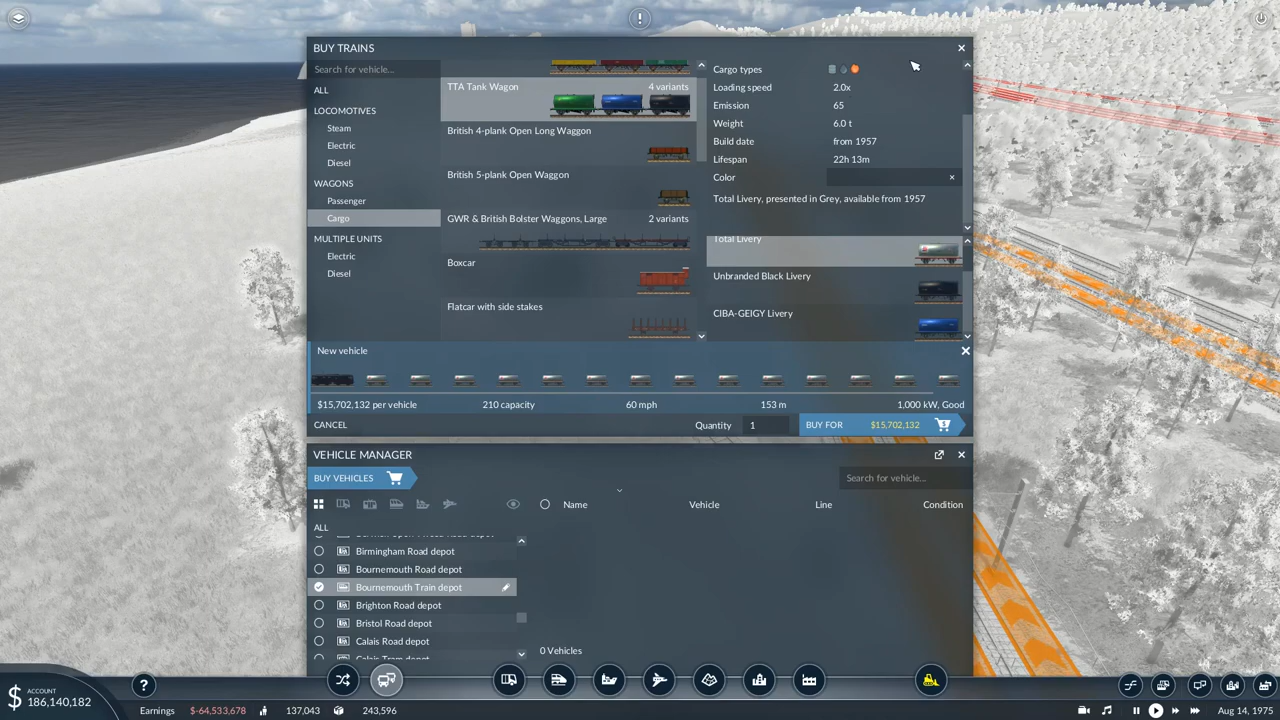 BUY TRAINS
Search for vehicle...
ALL
LOCOMOTIVES
Steam
Electric
Diesel
WAGONS
Passenger
Cargo
MULTIPLE UNITS
Electric
Diesel
TTA Tank Wagon 4 variants
British 4-plank Open Long Waggon
British 5-plank Open Waggon
GWR & British Bolster Waggons, Large 2 variants
Boxcar
Flatcar with side stakes
Cargo types
Loading speed 2.0x
Emission 65
Weight 6.0 t
Build date from 1957
Lifespan 22h 13m
Color
Total Livery, presented in Grey, available from 1957
Total Livery
Unbranded Black Livery
CIBA-GEIGY Livery
New vehicle
$15,702,132 per vehicle 210 capacity 60 mph 153 m 1,000 kW, Good
CANCEL Quantity 1 BUY FOR $15,702,132
VEHICLE MANAGER
BUY VEHICLES Search for vehicle...
Name Vehicle Line Condition
ALL
Birmingham Road depot
Bournemouth Road depot
Bournemouth Train depot
Brighton Road depot
Bristol Road depot
Calais Road depot
Calais Tram depot
0 Vehicles
$ ACCOUNT
186,140,182
?
Earnings $-64,533,678 137,043 243,596 Aug 14, 1975